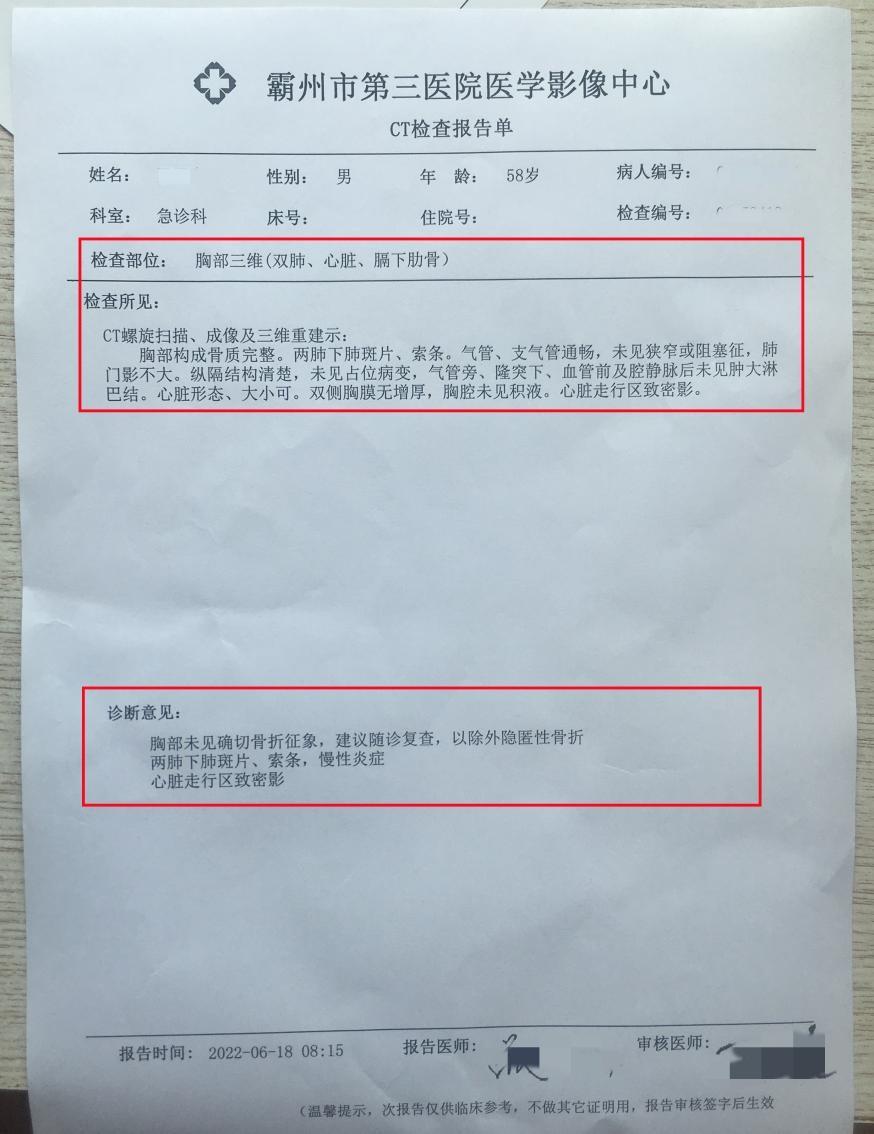 霸州市第三医院医学影像中心
CT检查报告单
姓名: 性别: 男 年 龄: 58岁 病人编号:
科室: 急诊科 床号: 住院号: 检查编号:
检查部位: 胸部三维(双肺、心脏、膈下肋骨)
检查所见:
CT螺旋扫描、成像及三维重建示:
胸部构成骨质完整。两肺下肺斑片、索条。气管、支气管通畅，未见狭窄或阻塞征，肺
门影不大。纵隔结构清楚，未见占位病变，气管旁、隆突下、血管前及腔静脉后未见肿大淋
巴结。心脏形态、大小可。双侧胸膜无增厚，胸腔未见积液。心脏走行区致密影。
诊断意见:
胸部未见确切骨折征象，建议随诊复查，以除外隐匿性骨折
两肺下肺斑片、索条，慢性炎症
心脏走行区致密影
报告时间: 2022-06-18 08:15 报告医师: 审核医师:
(温馨提示，次报告仅供临床参考，不做其它证明用，报告审核签字后生效